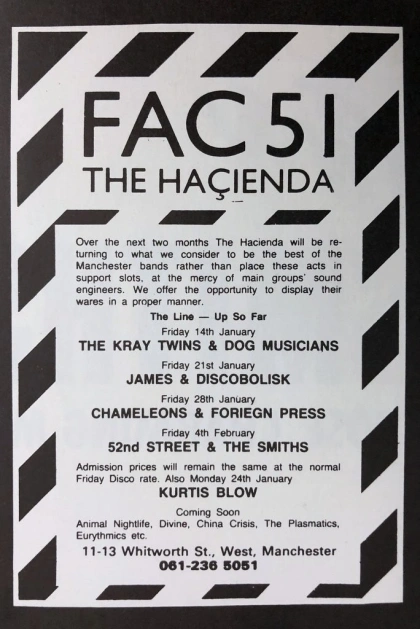 FAC 51
THE HAÇIENDA
Over the next two months The Hacienda will be re-
turning to what we consider to be the best of the
Manchester bands rather than place these acts in
support slots, at the mercy of main groups' sound
engineers. We offer the opportunity to display their
wares in a proper manner.
The Line — Up So Far
Friday 14th January
THE KRAY TWINS & DOG MUSICIANS
Friday 21st January
JAMES & DISCOBOLISK
Friday 28th January
CHAMELEONS & FORIEGN PRESS
Friday 4th February
52nd STREET & THE SMITHS
Admission prices will remain the same at the normal
Friday Disco rate. Also Monday 24th January
KURTIS BLOW
Coming Soon
Animal Nightlife, Divine, China Crisis, The Plasmatics,
Eurythmics etc.
11-13 Whitworth St., West, Manchester
061-236 5051